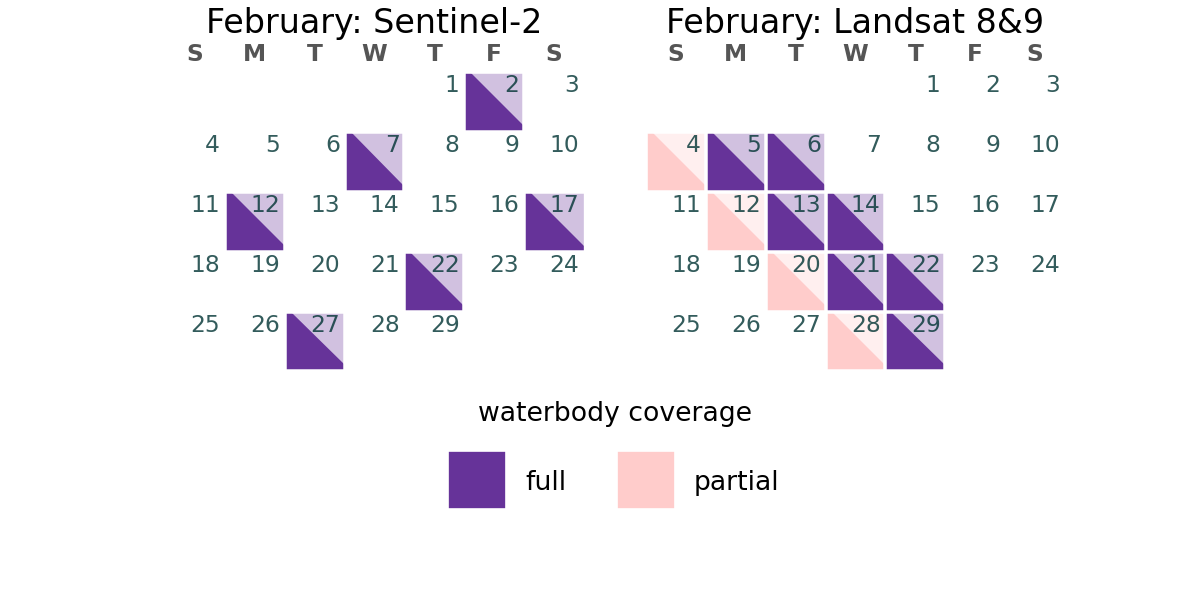 February: Sentinel-2
S M T W T F S
1 2 3
4 5 6 7 8 9 10
11 12 13 14 15 16 17
18 19 20 21 22 23 24
25 26 27 28 29
February: Landsat 8&9
S M T W T F S
1 2 3
4 5 6 7 8 9 10
11 12 13 14 15 16 17
18 19 20 21 22 23 24
25 26 27 28 29
waterbody coverage
full partial